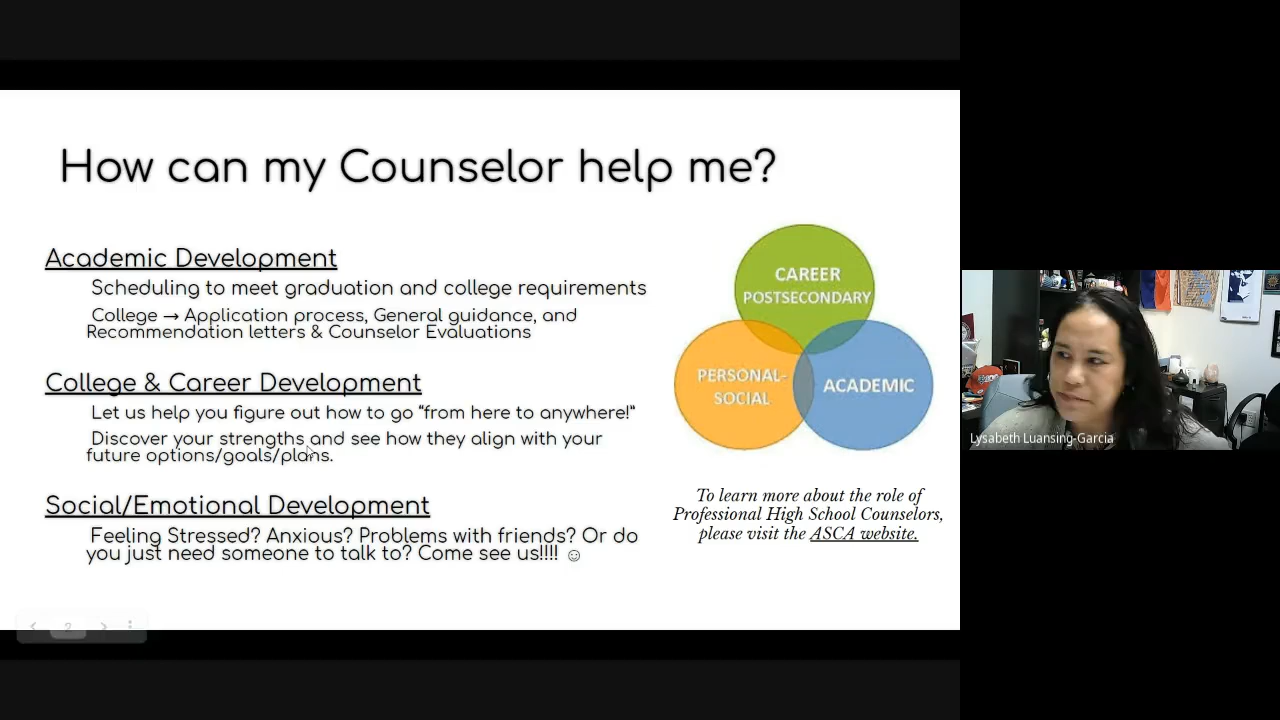 How can my Counselor help me?
Academic Development
Scheduling to meet graduation and college requirements
College → Application process, General guidance, and
Recommendation letters & Counselor Evaluations
College & Career Development
Let us help you figure out how to go “from here to anywhere!”
Discover your strengths and see how they align with your
future options/goals/plans.
Social/Emotional Development
Feeling Stressed? Anxious? Problems with friends? Or do
you just need someone to talk to? Come see us!!!! ☺
CAREER
POSTSECONDARY
PERSONAL-
SOCIAL
ACADEMIC
To learn more about the role of
Professional High School Counselors,
please visit the ASCA website.
2
Lysabeth Luansing-Garcia